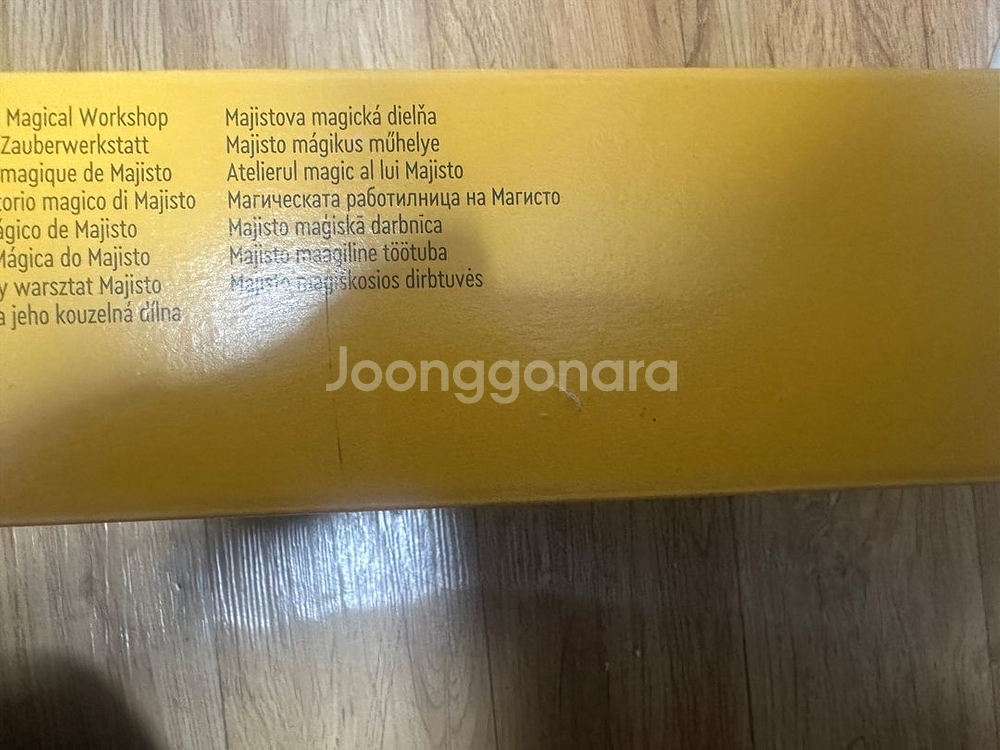 Magical Workshop
Zauberwerkstatt
magique de Majisto
torio magico di Majisto
ágico de Majisto
Mágica do Majisto
y warsztat Majisto
a jeho kouzelná dílna
Majistova magická dielňa
Majisto mágikus műhelye
Atelierul magic al lui Majisto
Магическата работилница на Магисто
Majisto maģiskā darbnīca
Majisto maagiline töötuba
Majisto magiškosios dirbtuvės
Joonggonara